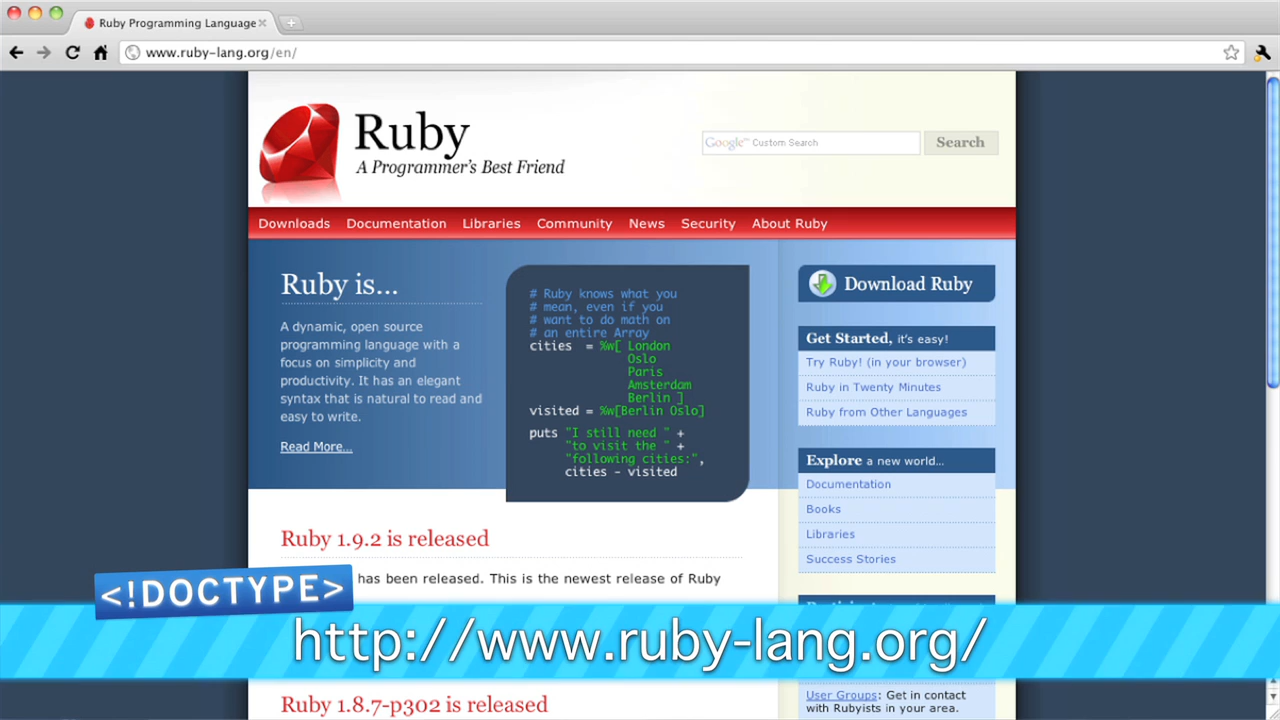 Ruby Programming Language
www.ruby-lang.org/en/
Ruby
A Programmer's Best Friend
Google™ Custom Search
Search
Downloads Documentation Libraries Community News Security About Ruby
Ruby is...
A dynamic, open source
programming language with a
focus on simplicity and
productivity. It has an elegant
syntax that is natural to read and
easy to write.
Read More...
# Ruby knows what you
# mean, even if you
# want to do math on
# an entire Array
cities = %w[ London
Oslo
Paris
Amsterdam
Berlin ]
visited = %w[Berlin Oslo]
puts "I still need " +
"to visit the " +
"following cities:",
cities - visited
Download Ruby
Get Started, it's easy!
Try Ruby! (in your browser)
Ruby in Twenty Minutes
Ruby from Other Languages
Explore a new world...
Documentation
Books
Libraries
Success Stories
Ruby 1.9.2 is released
has been released. This is the newest release of Ruby
<!DOCTYPE>
http://www.ruby-lang.org/
Ruby 1.8.7-p302 is released
User Groups: Get in contact
with Rubyists in your area.